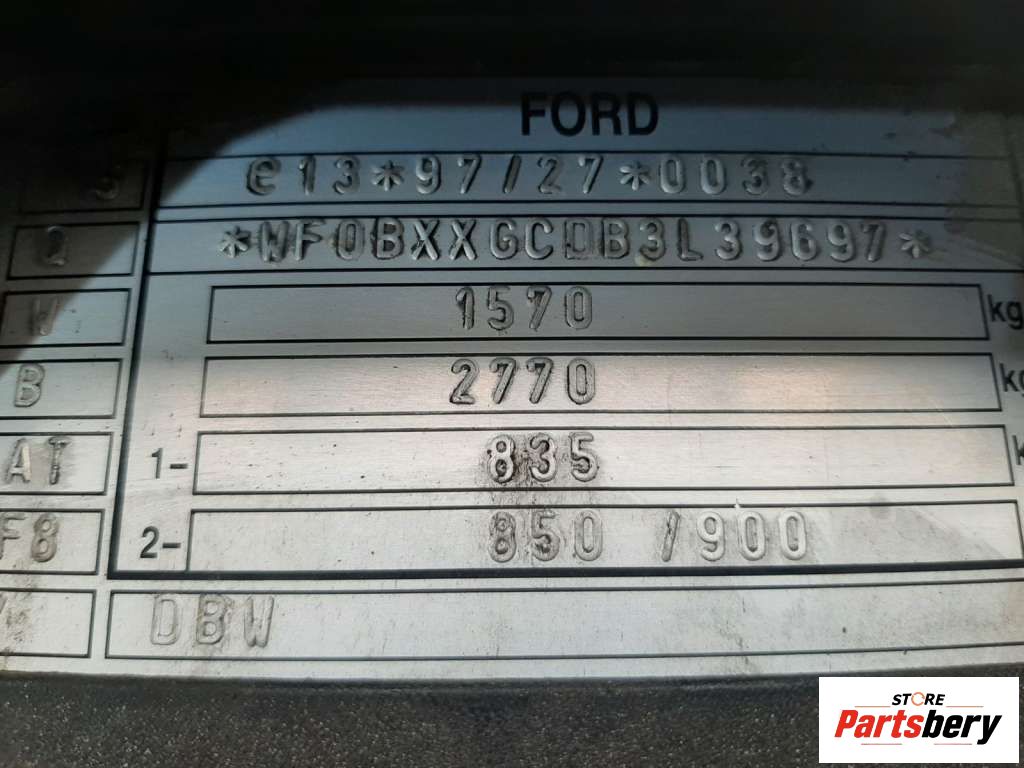 FORD
e13*97/27*0038
Q *WF0BXXGCDB3L39697*
W 1570 kg
B 2770
AT 1- 835
F8 2- 850 /900
DBW
STORE
Partsbery